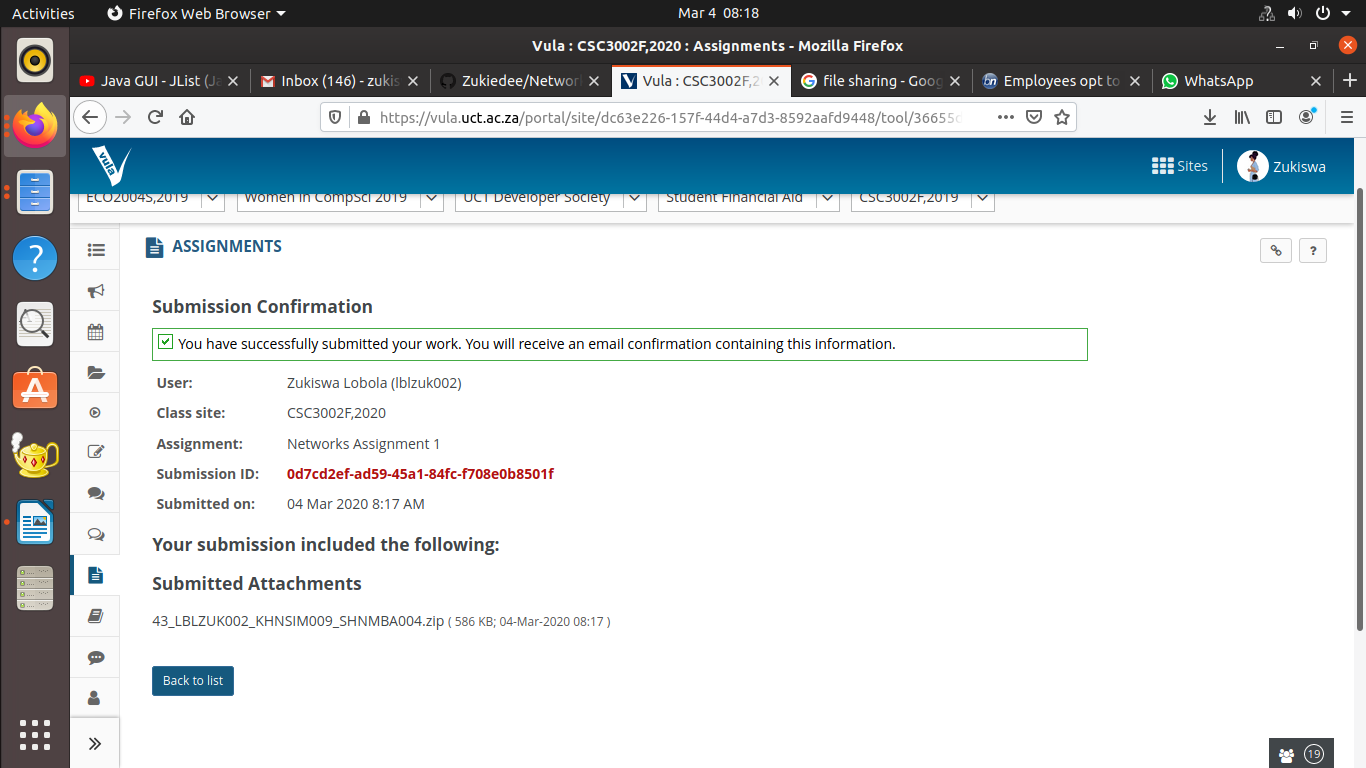 Activities Firefox Web Browser Mar 4 08:18
Vula : CSC3002F,2020 : Assignments - Mozilla Firefox
Java GUI - JList (Ja Inbox (146) - zukis Zukiedee/Networ Vula : CSC3002F,2 file sharing - Goog bn Employees opt to WhatsApp
https://vula.uct.ac.za/portal/site/dc63e226-157f-44d4-a7d3-8592aafd9448/tool/36655
vula Sites Zukiswa
ECO2004S,2019 Women in CompSci 2019 UCT Developer Society Student Financial Aid CSC3002F,2019
ASSIGNMENTS
?
Submission Confirmation
You have successfully submitted your work. You will receive an email confirmation containing this information.
User: Zukiswa Lobola (lblzuk002)
Class site: CSC3002F,2020
Assignment: Networks Assignment 1
Submission ID: 0d7cd2ef-ad59-45a1-84fc-f708e0b8501f
Submitted on: 04 Mar 2020 8:17 AM
Your submission included the following:
Submitted Attachments
43_LBLZUK002_KHNSIM009_SHNMBA004.zip ( 586 KB; 04-Mar-2020 08:17 )
Back to list
19